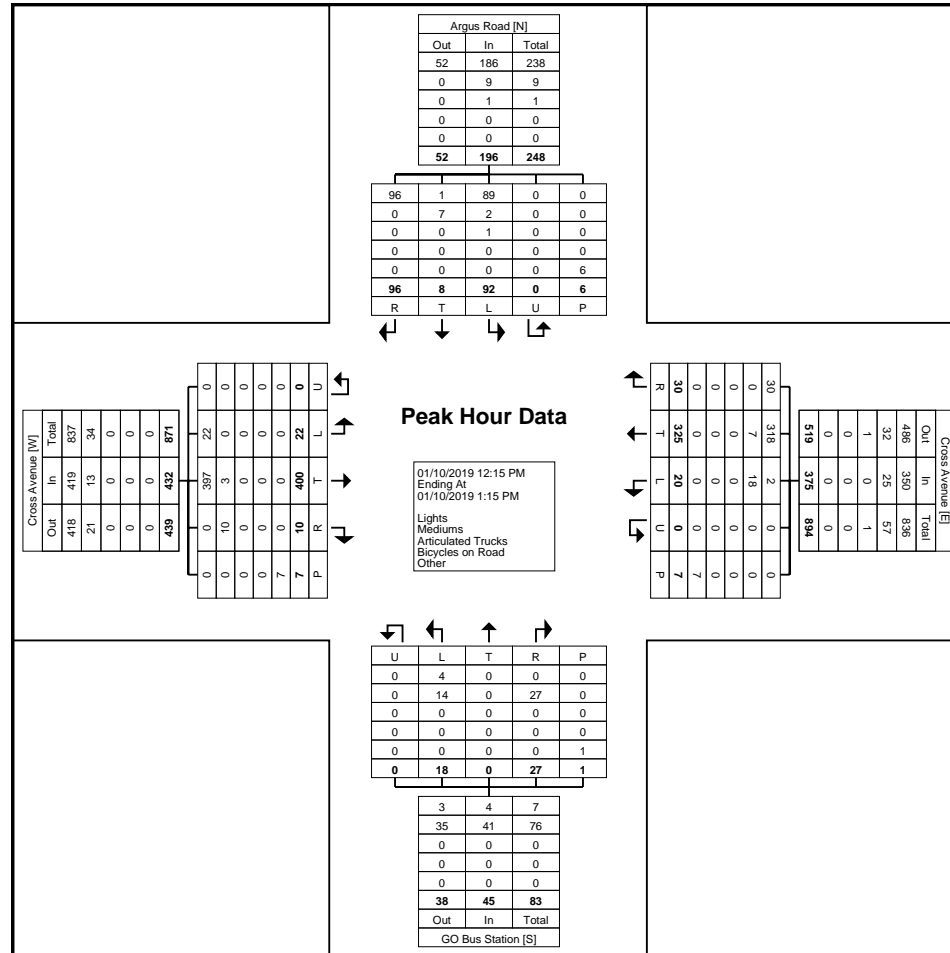 Argus Road [N]
Out In Total
52 186 238
0 9 9
0 1 1
0 0 0
0 0 0
52 196 248
96 1 89 0 0
0 7 2 0 0
0 0 1 0 0
0 0 0 0 0
0 0 0 0 6
96 8 92 0 6
R T L U P
Cross Avenue [W]
Total 837 34 0 0 0 871
In 419 13 0 0 0 432
Out 418 21 0 0 0 439
0 0 0 0 0 0 U
22 0 0 0 0 22 L
397 3 0 0 0 400 T
0 10 0 0 0 10 R
0 0 0 0 7 7 P
Peak Hour Data
01/10/2019 12:15 PM
Ending At
01/10/2019 1:15 PM
Lights
Mediums
Articulated Trucks
Bicycles on Road
Other
R 30 0 0 0 0 30
T 325 0 0 0 7 318
L 20 0 0 0 18 2
U 0 0 0 0 0 0
P 7 7 0 0 0 0
519 0 0 1 32 486 Out
375 0 0 0 25 350 In
894 0 0 1 57 836 Total
Cross Avenue [E]
U L T R P
0 4 0 0 0
0 14 0 27 0
0 0 0 0 0
0 0 0 0 0
0 0 0 0 1
0 18 0 27 1
3 4 7
35 41 76
0 0 0
0 0 0
0 0 0
38 45 83
Out In Total
GO Bus Station [S]